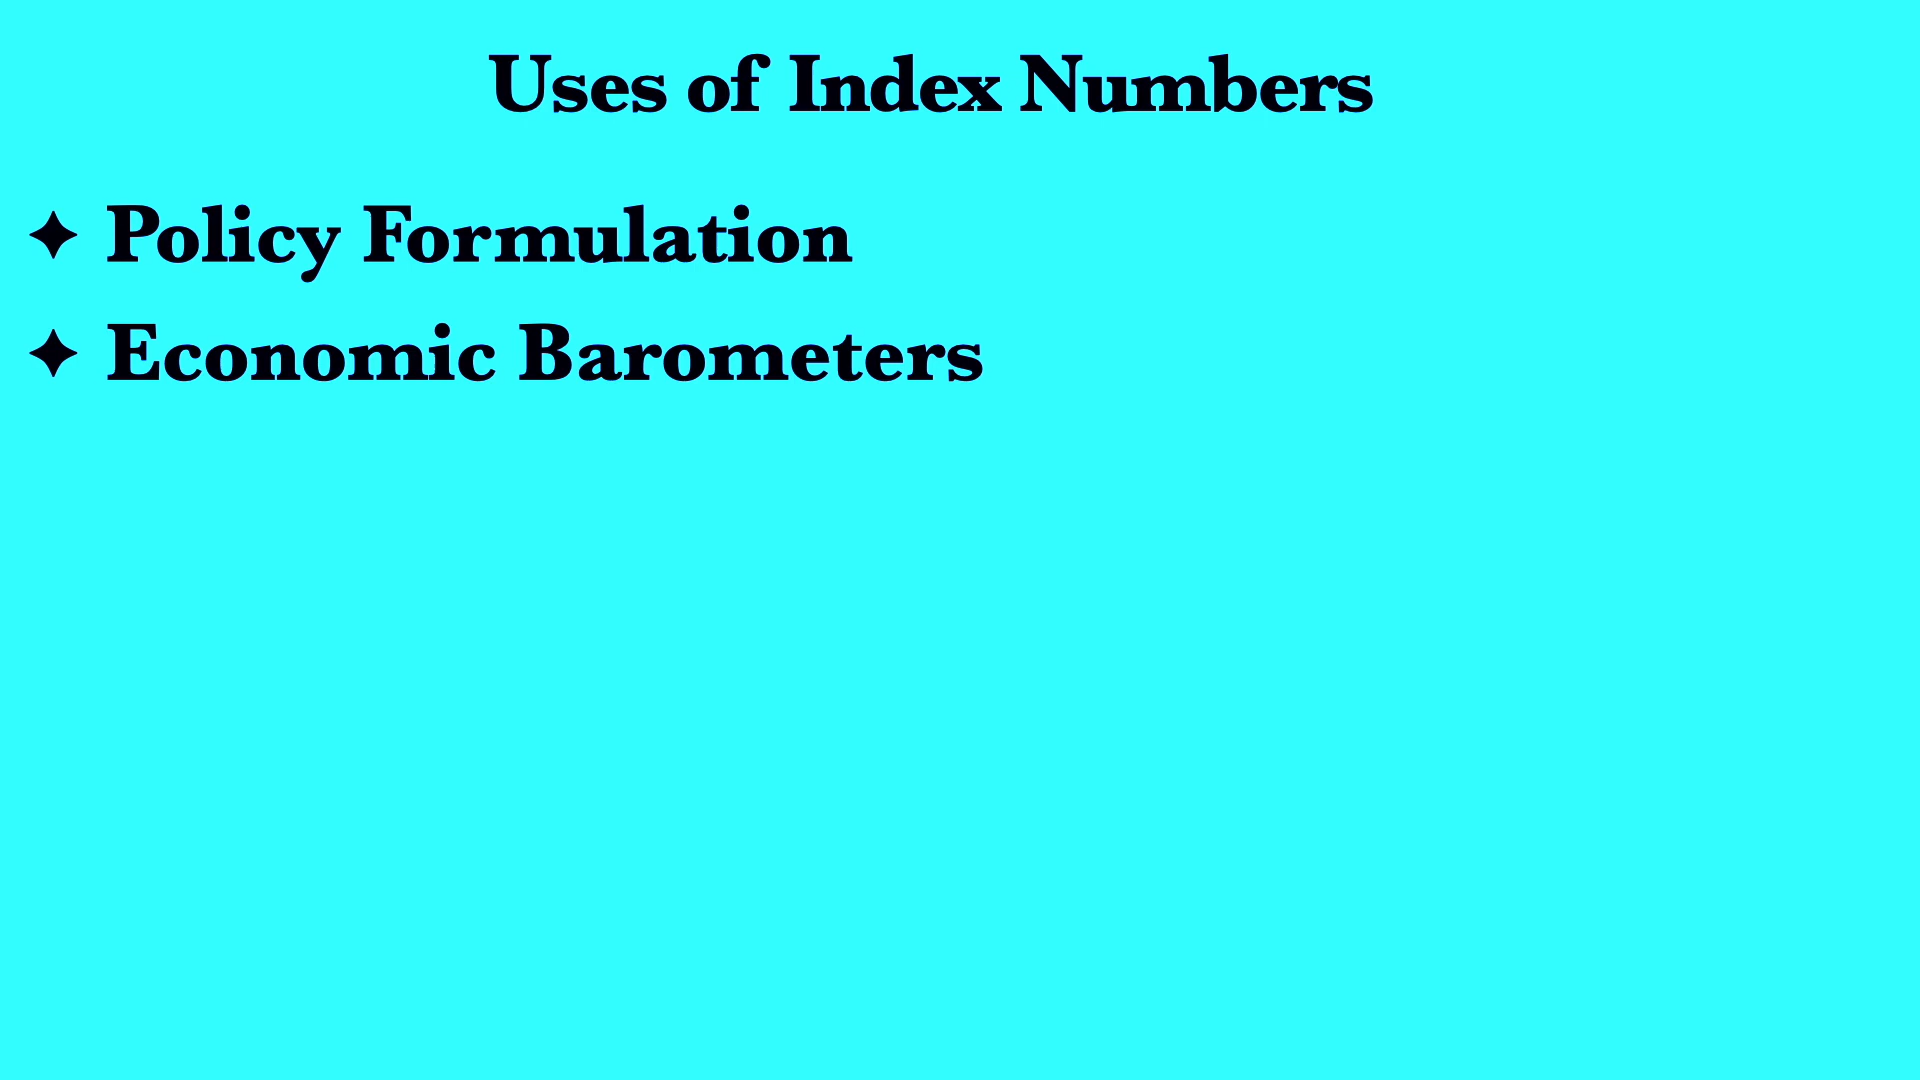 Uses of Index Numbers
✦ Policy Formulation
✦ Economic Barometers